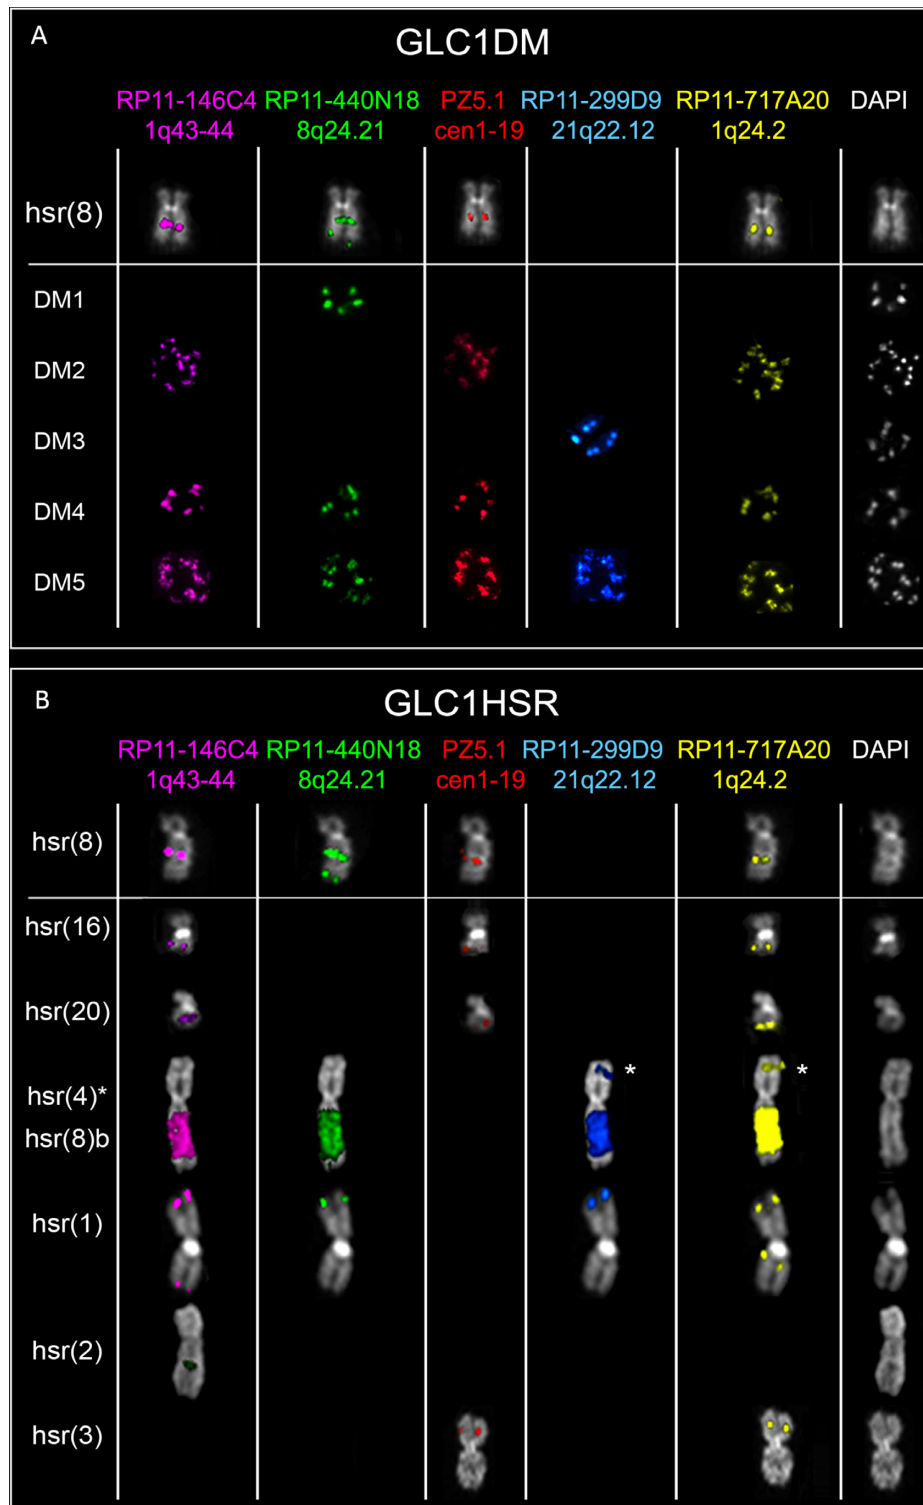 A
GLC1DM
RP11-146C4 RP11-440N18 PZ5.1 RP11-299D9 RP11-717A20 DAPI
1q43-44 8q24.21 cen1-19 21q22.12 1q24.2
hsr(8)
DM1
DM2
DM3
DM4
DM5
B
GLC1HSR
RP11-146C4 RP11-440N18 PZ5.1 RP11-299D9 RP11-717A20 DAPI
1q43-44 8q24.21 cen1-19 21q22.12 1q24.2
hsr(8)
hsr(16)
hsr(20)
* *
hsr(4)*
hsr(8)b
hsr(1)
hsr(2)
hsr(3)